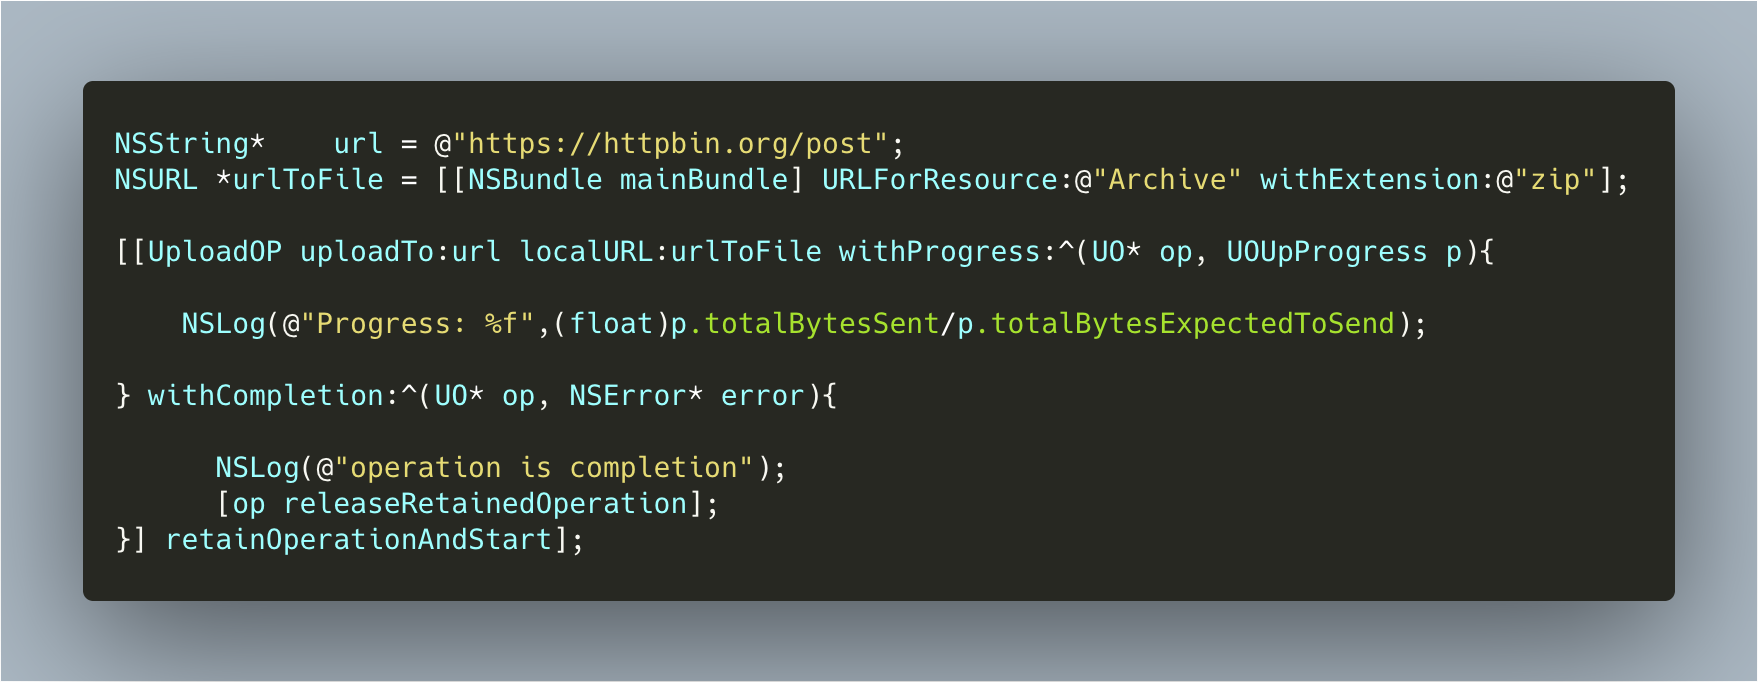 NSString*    url = @"https://httpbin.org/post";
NSURL *urlToFile = [[NSBundle mainBundle] URLForResource:@"Archive" withExtension:@"zip"];
[[UploadOP uploadTo:url localURL:urlToFile withProgress:^(UO* op, UOUpProgress p){
    NSLog(@"Progress: %f",(float)p.totalBytesSent/p.totalBytesExpectedToSend);
} withCompletion:^(UO* op, NSError* error){
      NSLog(@"operation is completion");
      [op releaseRetainedOperation];
}] retainOperationAndStart];